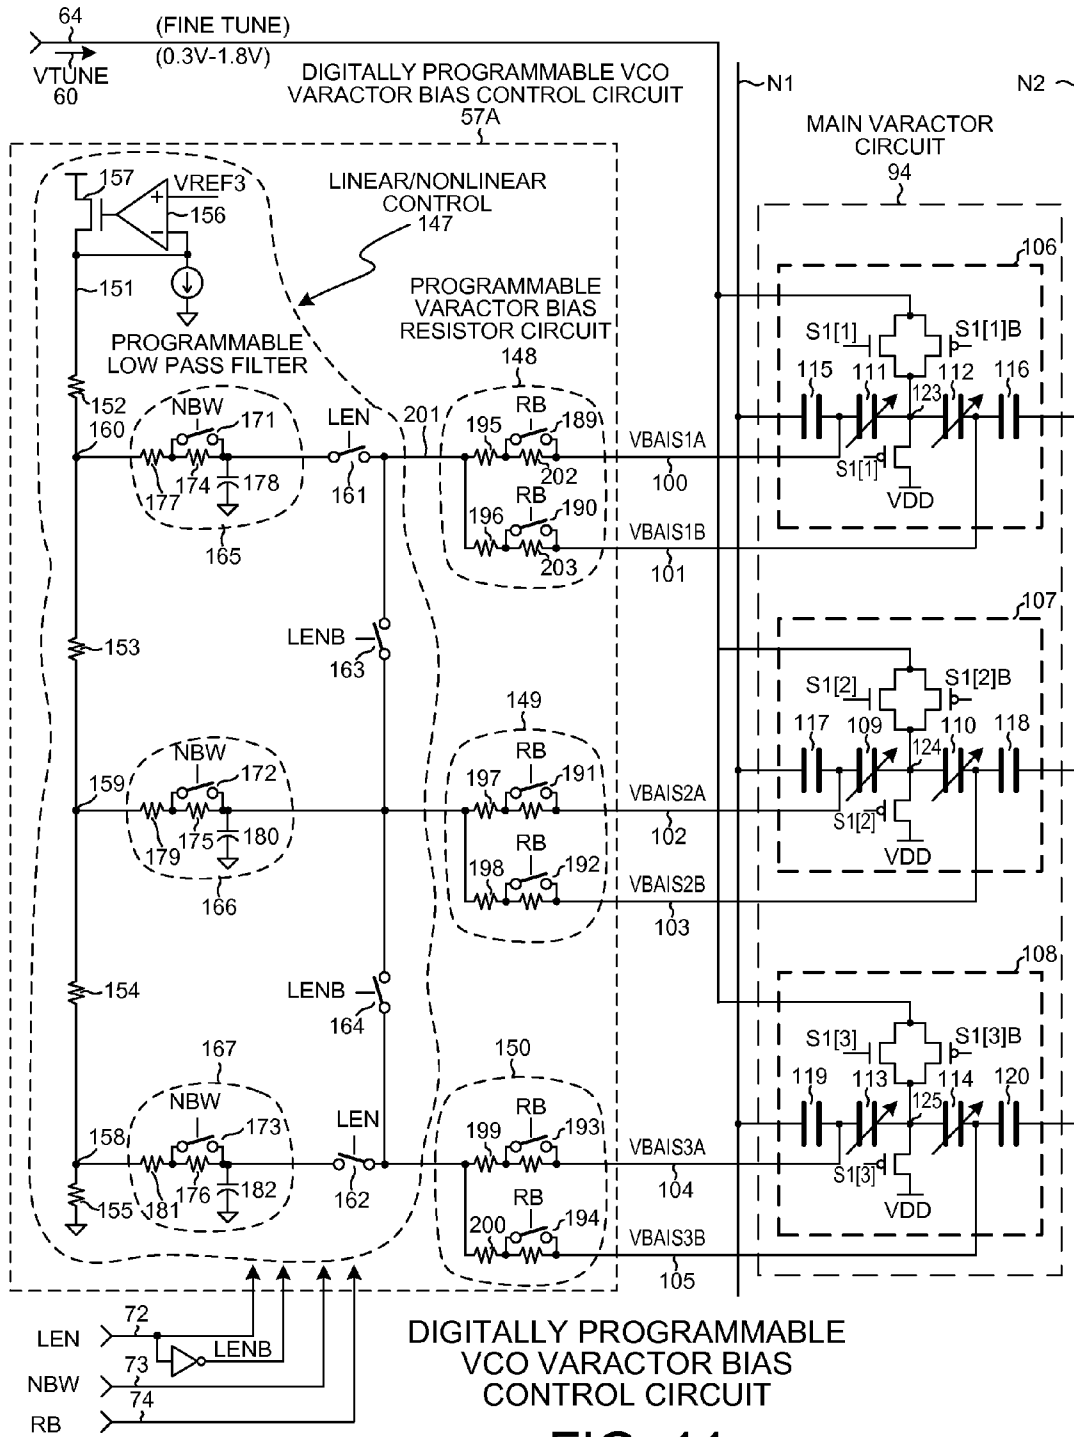 64
(FINE TUNE)
(0.3V-1.8V)
VTUNE
60
DIGITALLY PROGRAMMABLE VCO
VARACTOR BIAS CONTROL CIRCUIT
57A
N1
N2
MAIN VARACTOR
CIRCUIT
94
157
VREF3
156
LINEAR/NONLINEAR
CONTROL
147
151
PROGRAMMABLE
VARACTOR BIAS
RESISTOR CIRCUIT
148
PROGRAMMABLE
LOW PASS FILTER
106
S1[1]
S1[1]B
115
111
112
116
123
S1[1]
VDD
152
160
NBW
171
177
174
178
165
LEN
161
201
195
RB
189
202
VBAIS1A
100
196
RB
190
203
VBAIS1B
101
153
LENB
163
107
S1[2]
S1[2]B
117
109
110
118
124
S1[2]
VDD
149
159
NBW
172
179
175
180
166
197
RB
191
VBAIS2A
102
198
RB
192
VBAIS2B
103
154
LENB
164
108
S1[3]
S1[3]B
119
113
114
120
125
S1[3]
VDD
167
150
158
NBW
173
181
176
182
155
LEN
162
199
RB
193
VBAIS3A
104
200
RB
194
VBAIS3B
105
LEN
72
LENB
NBW
73
RB
74
DIGITALLY PROGRAMMABLE
VCO VARACTOR BIAS
CONTROL CIRCUIT